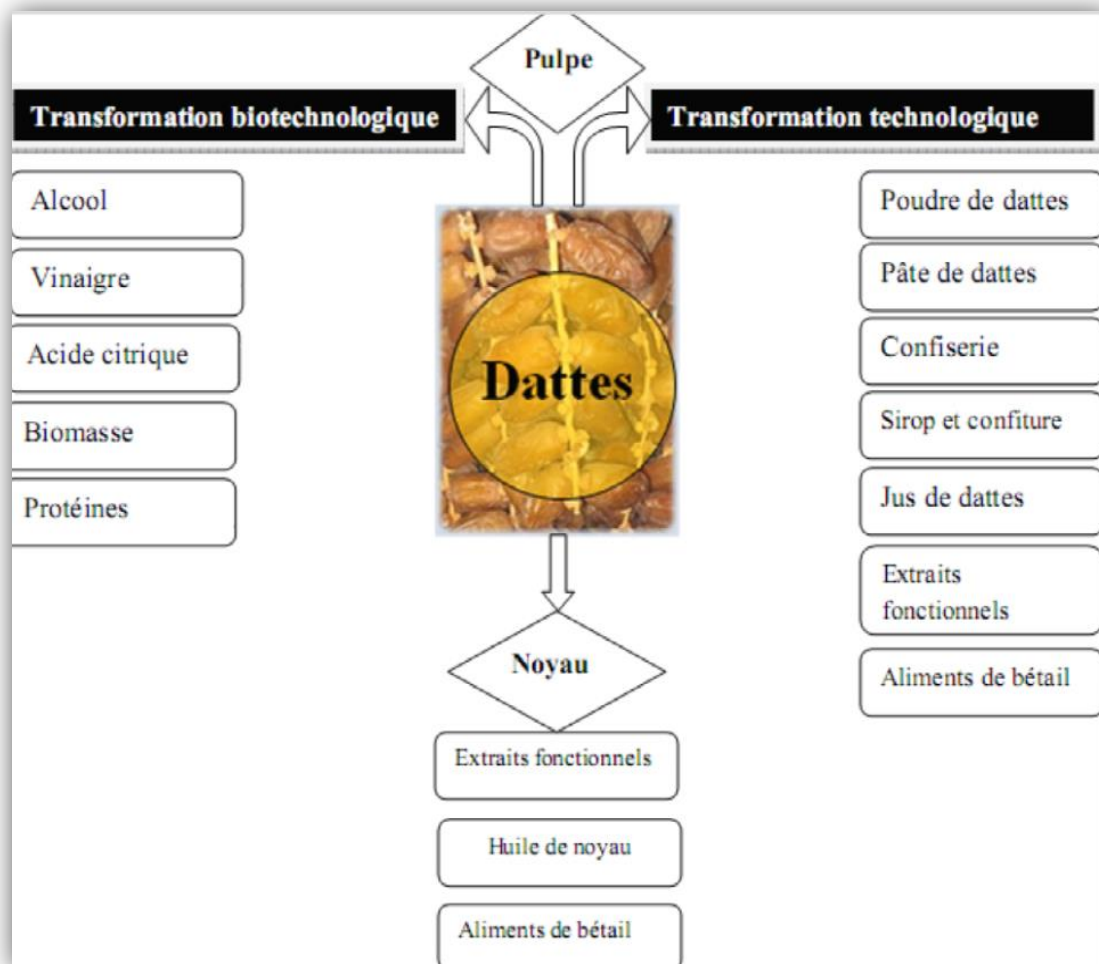 Pulpe
Transformation biotechnologique
Transformation technologique
Alcool
Vinaigre
Acide citrique
Biomasse
Protéines
Dattes
Poudre de dattes
Pâte de dattes
Confiserie
Sirop et confiture
Jus de dattes
Extraits
fonctionnels
Aliments de bétail
Noyau
Extraits fonctionnels
Huile de noyau
Aliments de bétail